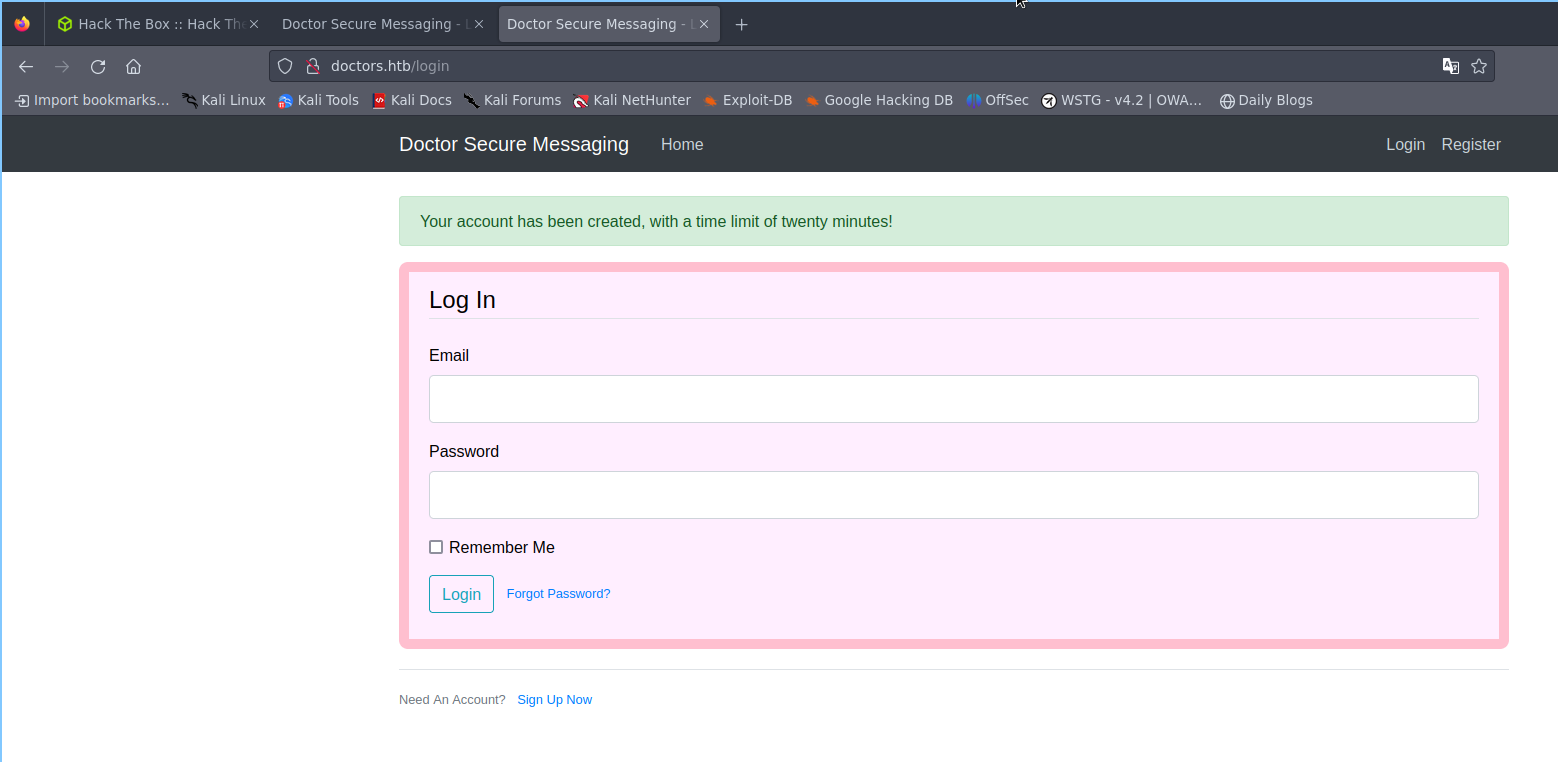 Hack The Box :: Hack The Doctor Secure Messaging - L Doctor Secure Messaging - L
doctors.htb/login
Import bookmarks... Kali Linux Kali Tools Kali Docs Kali Forums Kali NetHunter Exploit-DB Google Hacking DB OffSec WSTG - v4.2 | OWA... Daily Blogs
Doctor Secure Messaging Home Login Register
Your account has been created, with a time limit of twenty minutes!
Log In
Email
Password
Remember Me
Login Forgot Password?
Need An Account? Sign Up Now